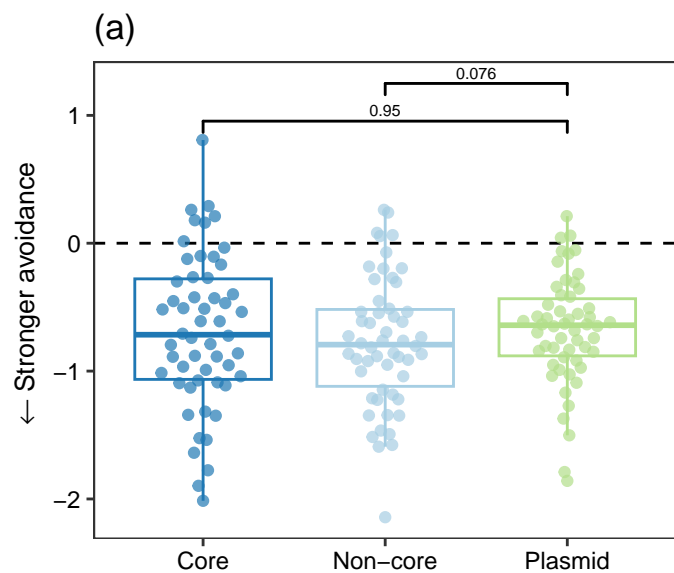 (a)
0.076
0.95
1
0
−1
−2
← Stronger avoidance
Core Non−core Plasmid